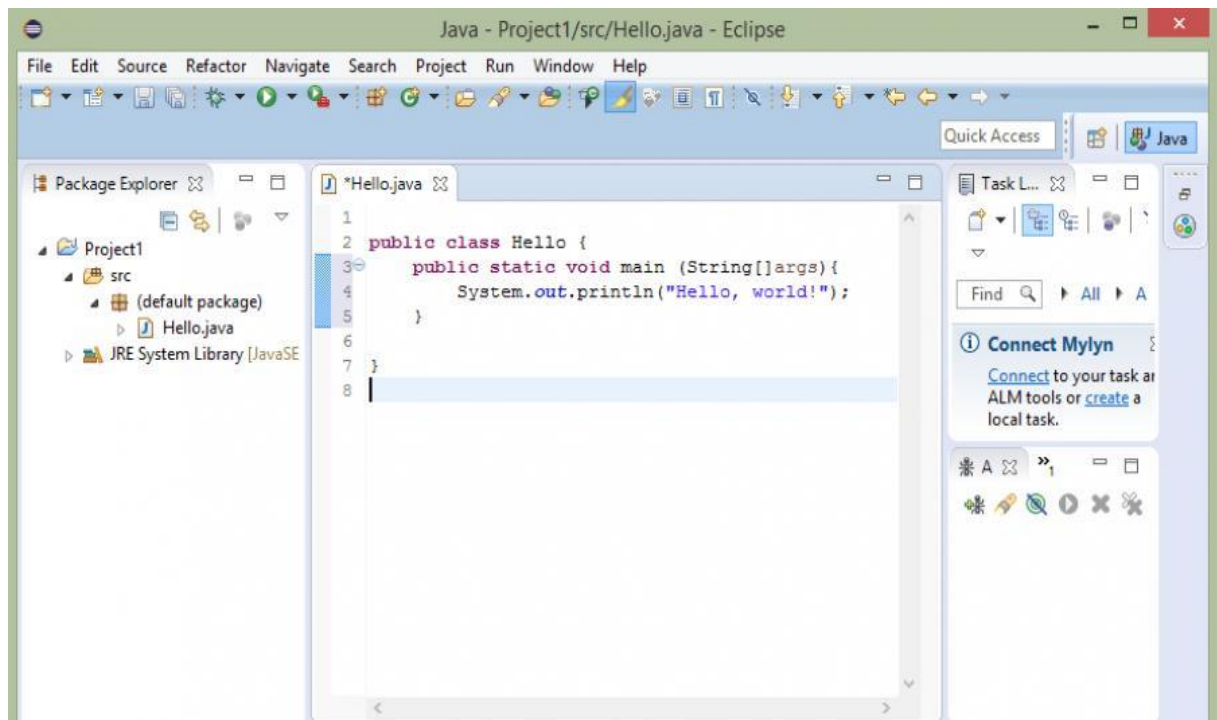 Java - Project1/src/Hello.java - Eclipse
File Edit Source Refactor Navigate Search Project Run Window Help
Quick Access
Java
Package Explorer
Project1
src
(default package)
Hello.java
JRE System Library [JavaSE
*Hello.java
1
2 public class Hello {
3 public static void main (String[]args){
4 System.out.println("Hello, world!");
5 }
6
7 }
8
Task L...
Find All A
Connect Mylyn
Connect to your task ar
ALM tools or create a
local task.
A »1